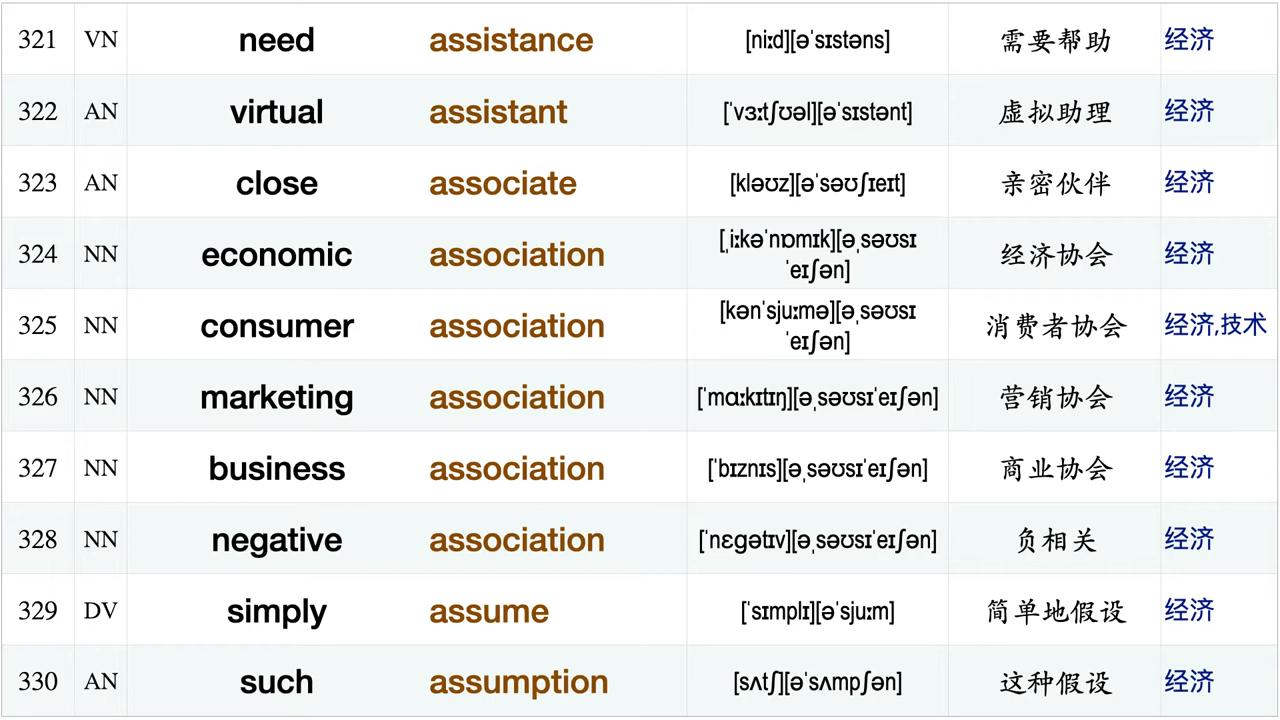 321 VN need assistance [niːd][əˈsɪstəns] 需要帮助 经济
322 AN virtual assistant [ˈvɜːtʃʊəl][əˈsɪstənt] 虚拟助理 经济
323 AN close associate [kləʊz][əˈsəʊʃɪeɪt] 亲密伙伴 经济
324 NN economic association [ˌiːkəˈnɒmɪk][əˌsəʊsɪ
ˈeɪʃən] 经济协会 经济
325 NN consumer association [kənˈsjuːmə][əˌsəʊsɪ
ˈeɪʃən] 消费者协会 经济,技术
326 NN marketing association [ˈmɑːkɪtɪŋ][əˌsəʊsɪˈeɪʃən] 营销协会 经济
327 NN business association [ˈbɪznɪs][əˌsəʊsɪˈeɪʃən] 商业协会 经济
328 NN negative association [ˈnɛɡətɪv][əˌsəʊsɪˈeɪʃən] 负相关 经济
329 DV simply assume [ˈsɪmplɪ][əˈsjuːm] 简单地假设 经济
330 AN such assumption [sʌtʃ][əˈsʌmpʃən] 这种假设 经济